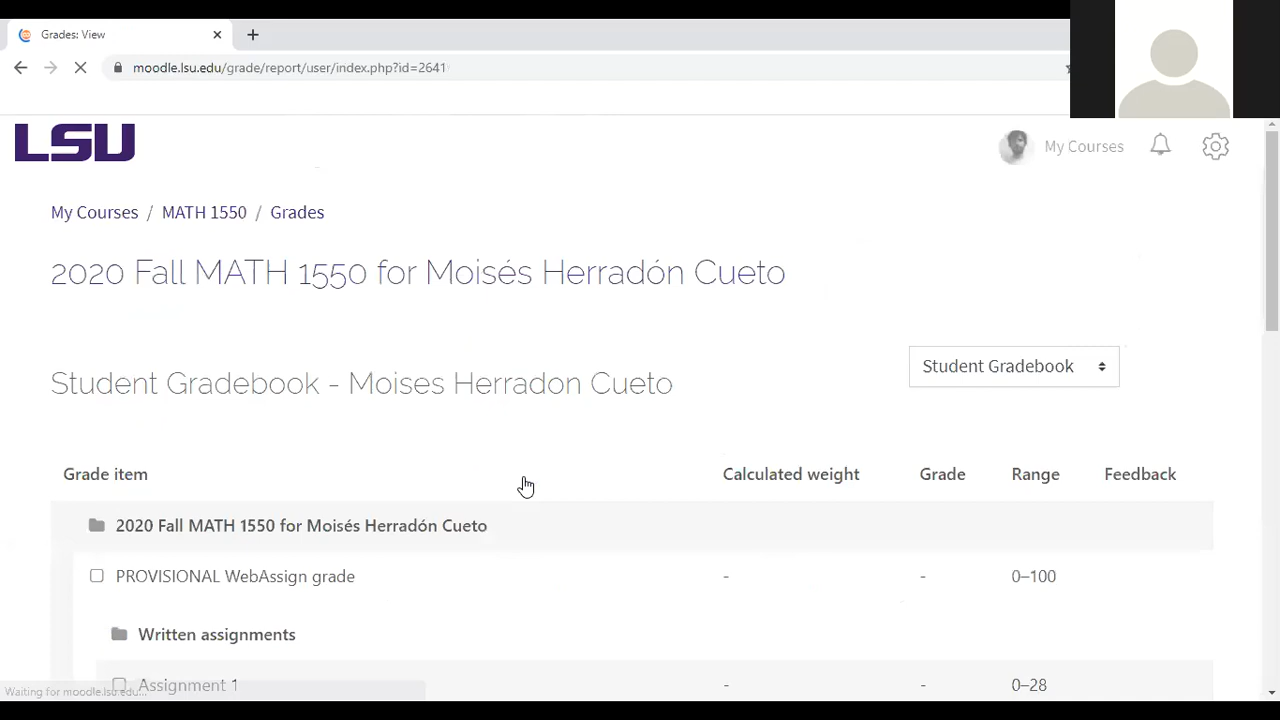 Grades: View
moodle.lsu.edu/grade/report/user/index.php?id=2641
LSU
My Courses
My Courses / MATH 1550 / Grades
2020 Fall MATH 1550 for Moisés Herradón Cueto
Student Gradebook
Student Gradebook - Moises Herradon Cueto
Grade item Calculated weight Grade Range Feedback
2020 Fall MATH 1550 for Moisés Herradón Cueto
PROVISIONAL WebAssign grade - - 0–100
Written assignments
Assignment 1 - - 0–28
Waiting for moodle.lsu.edu...